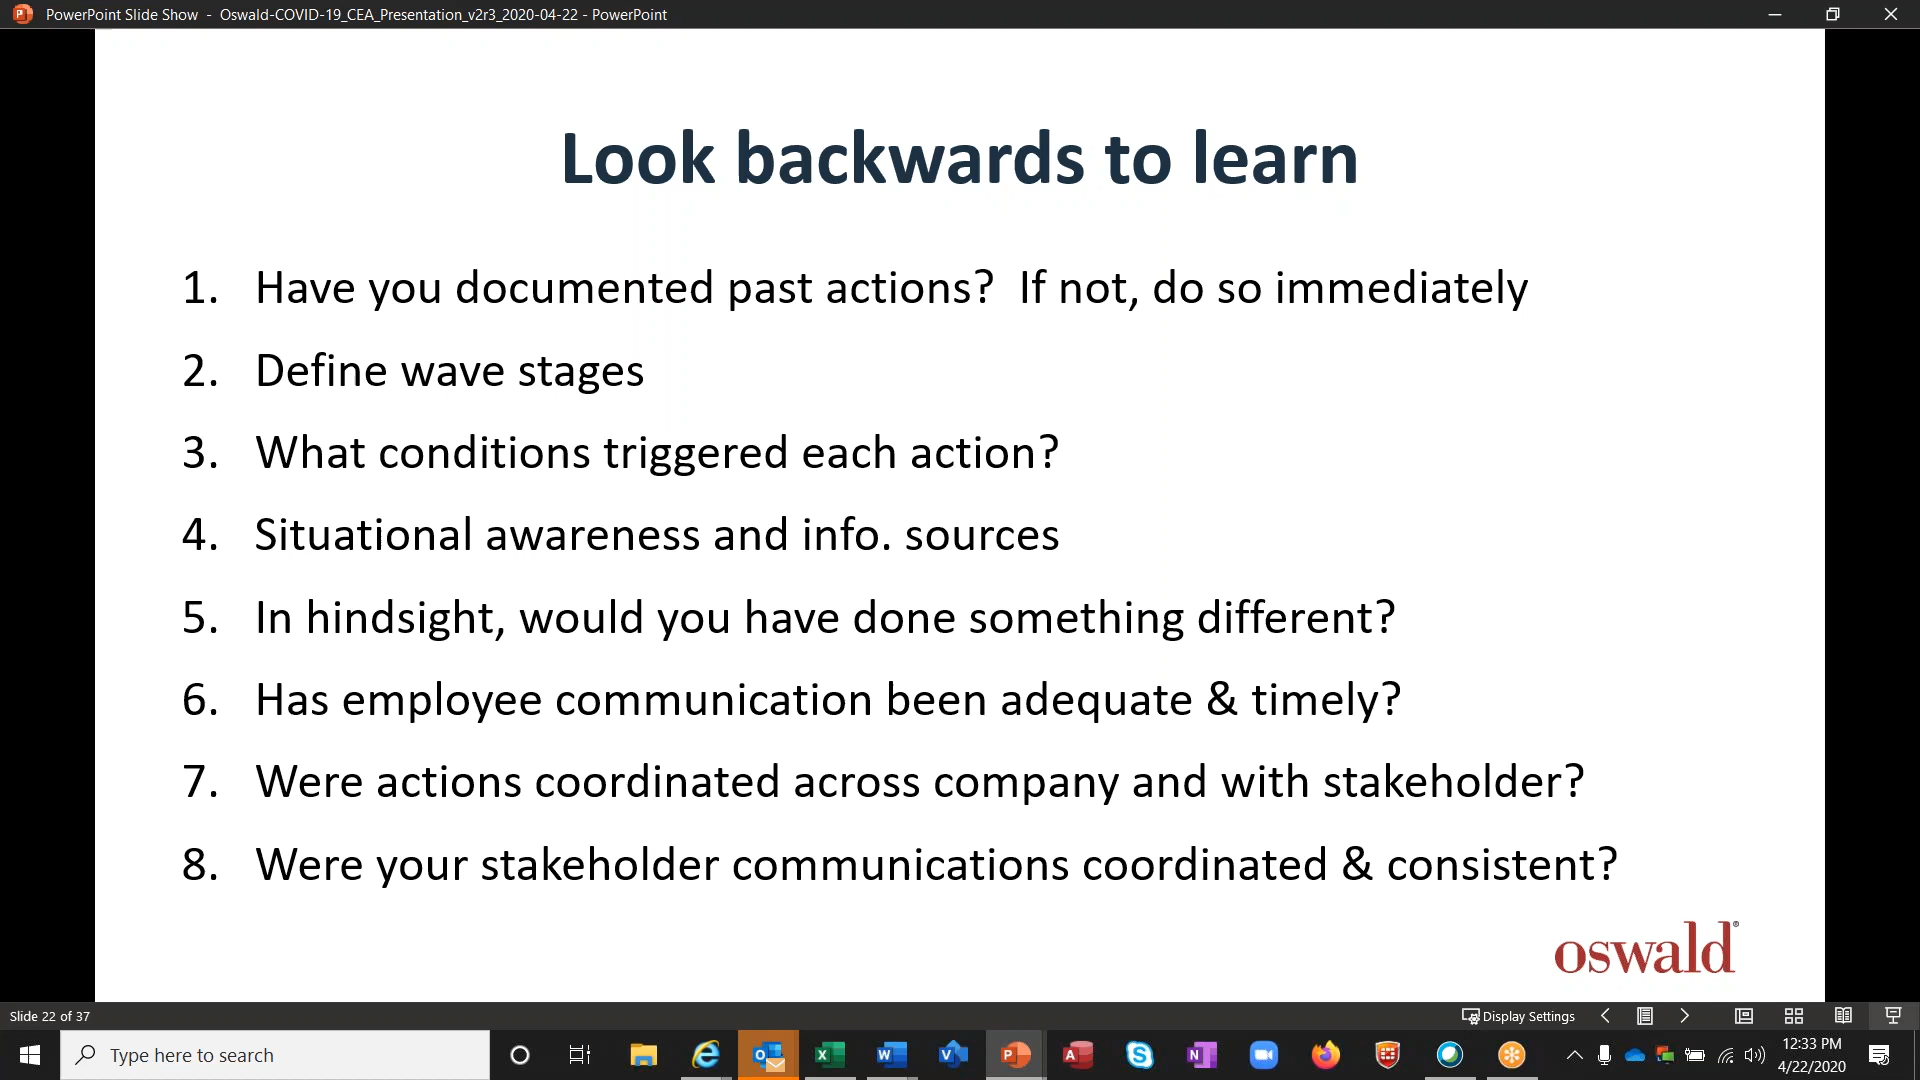 PowerPoint Slide Show - Oswald-COVID-19_CEA_Presentation_v2r3_2020-04-22 - PowerPoint
Look backwards to learn
1. Have you documented past actions? If not, do so immediately
2. Define wave stages
3. What conditions triggered each action?
4. Situational awareness and info. sources
5. In hindsight, would you have done something different?
6. Has employee communication been adequate & timely?
7. Were actions coordinated across company and with stakeholder?
8. Were your stakeholder communications coordinated & consistent?
oswald®
Slide 22 of 37
Display Settings
Type here to search
12:33 PM
4/22/2020